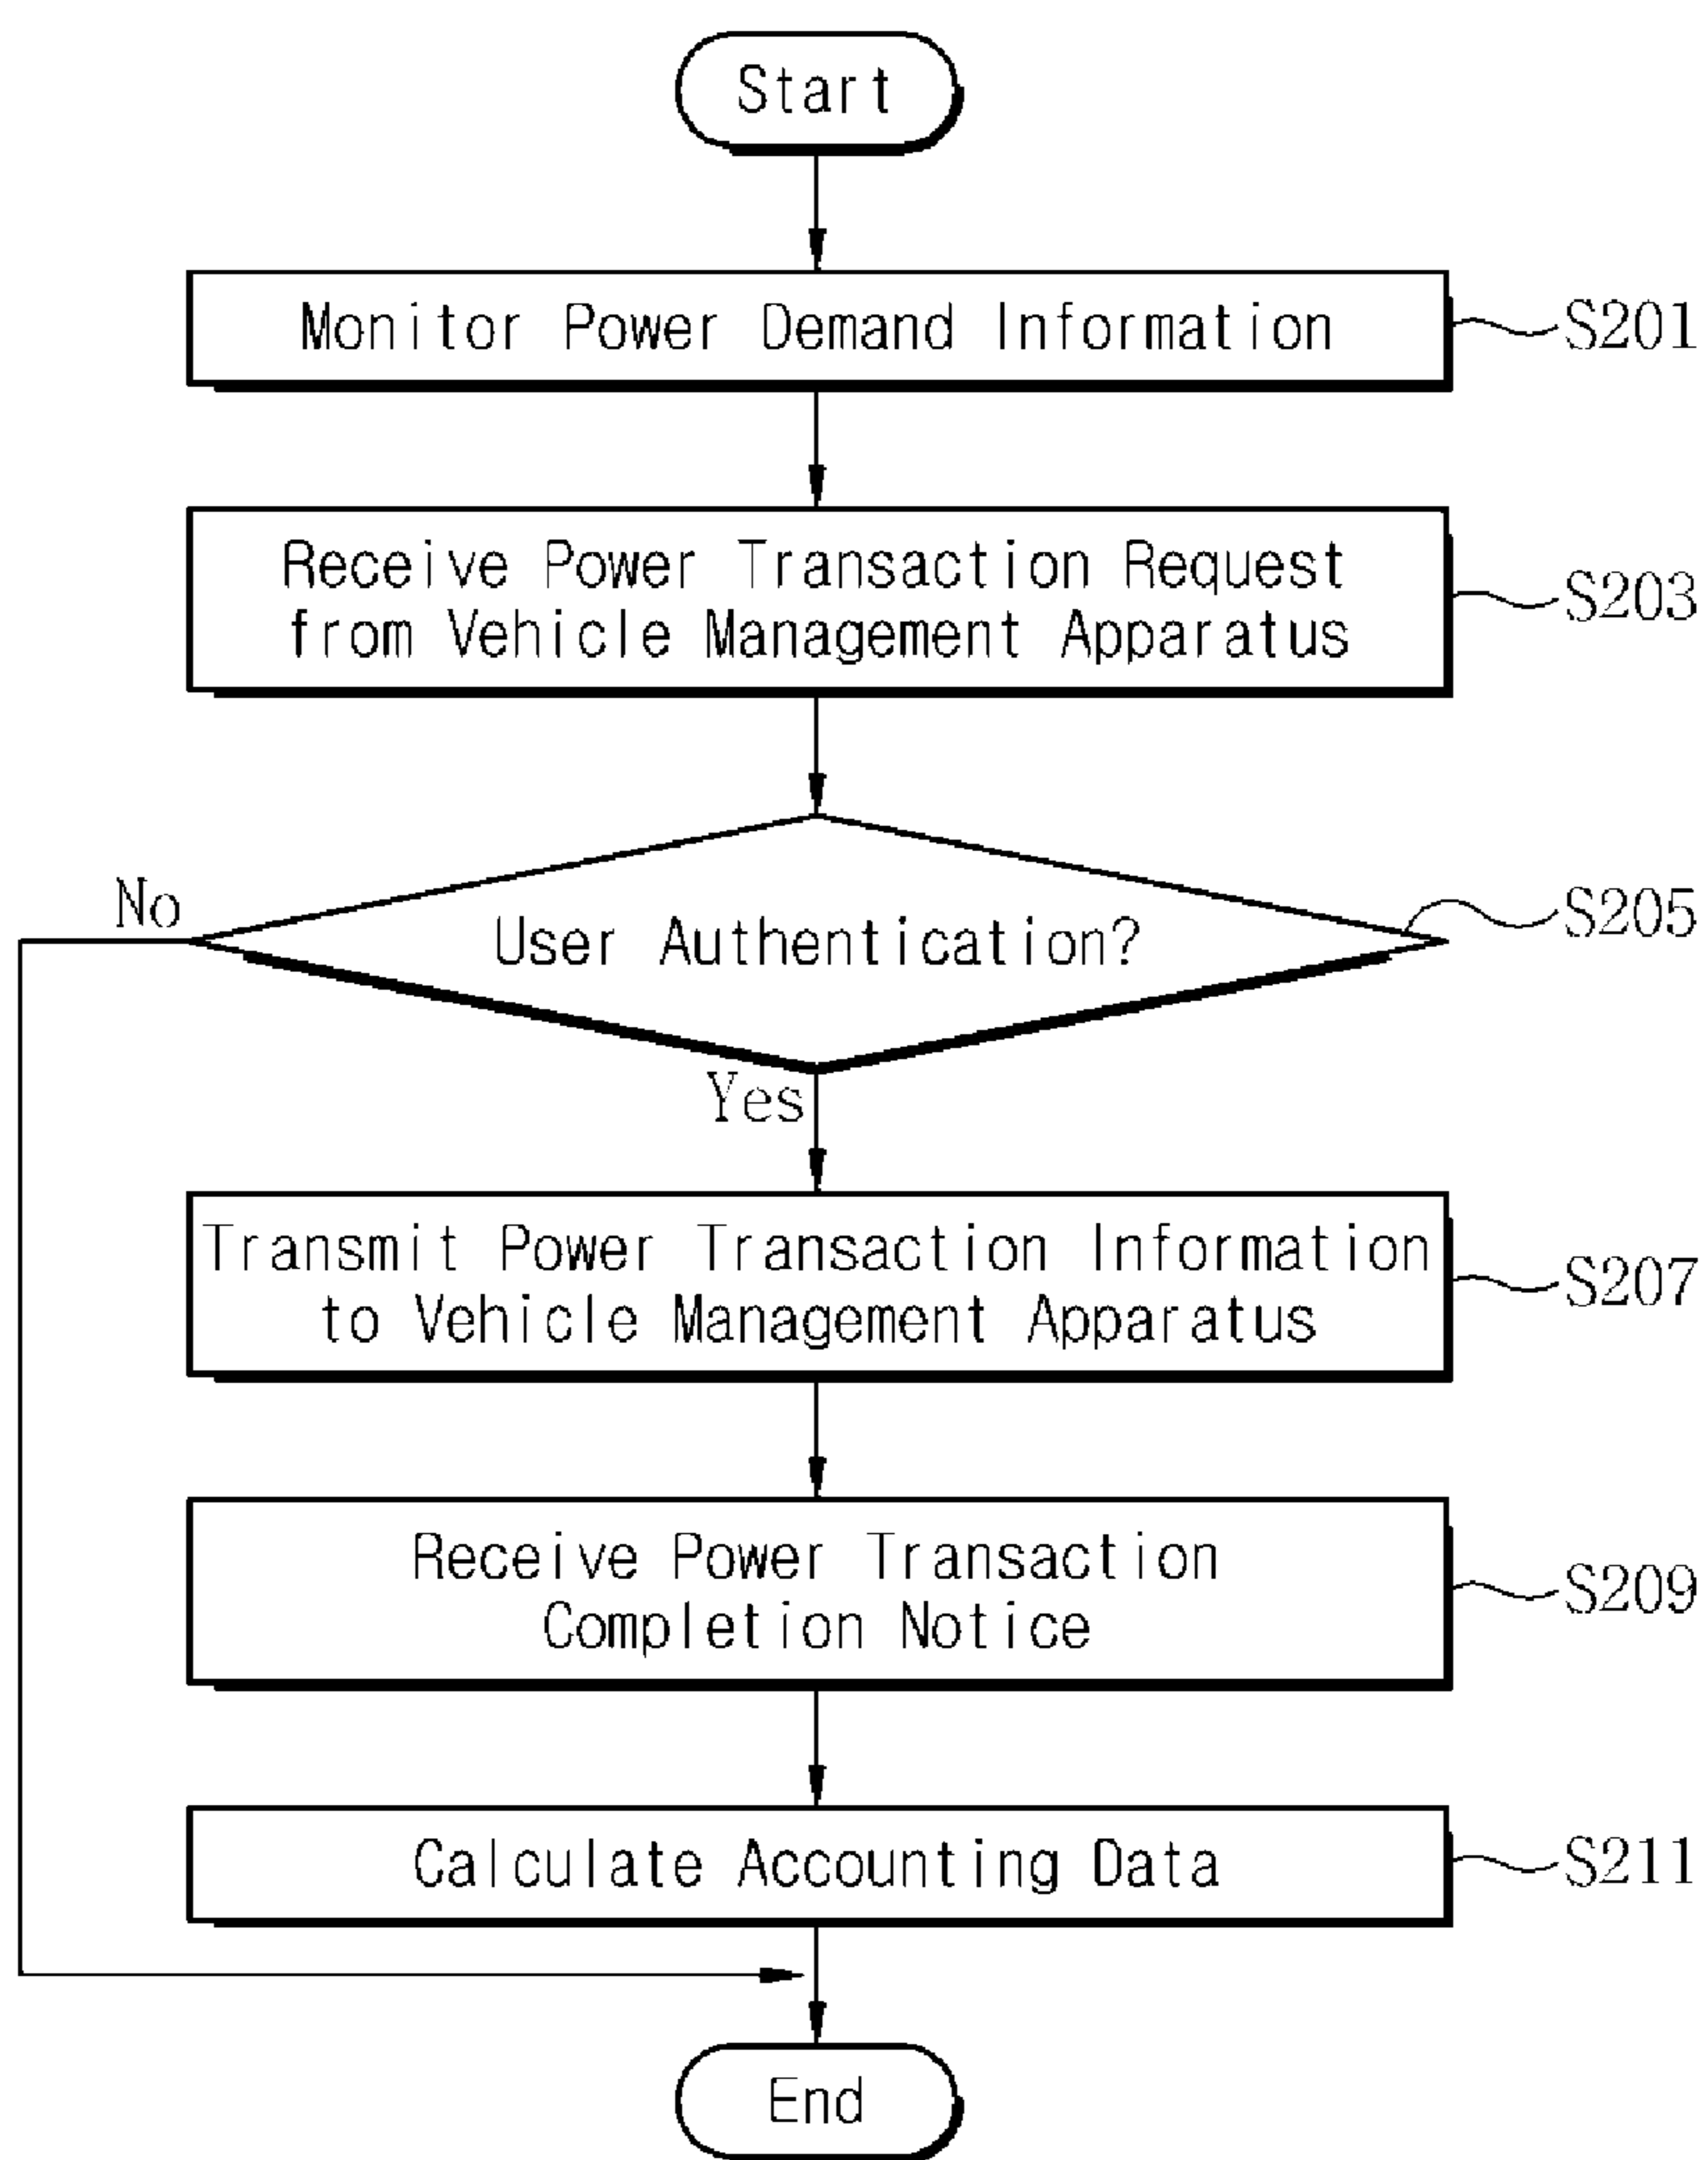 Start
Monitor Power Demand Information
S201
Receive Power Transaction Request
from Vehicle Management Apparatus
S203
No
User Authentication?
S205
Yes
Transmit Power Transaction Information
to Vehicle Management Apparatus
S207
Receive Power Transaction
Completion Notice
S209
Calculate Accounting Data
S211
End